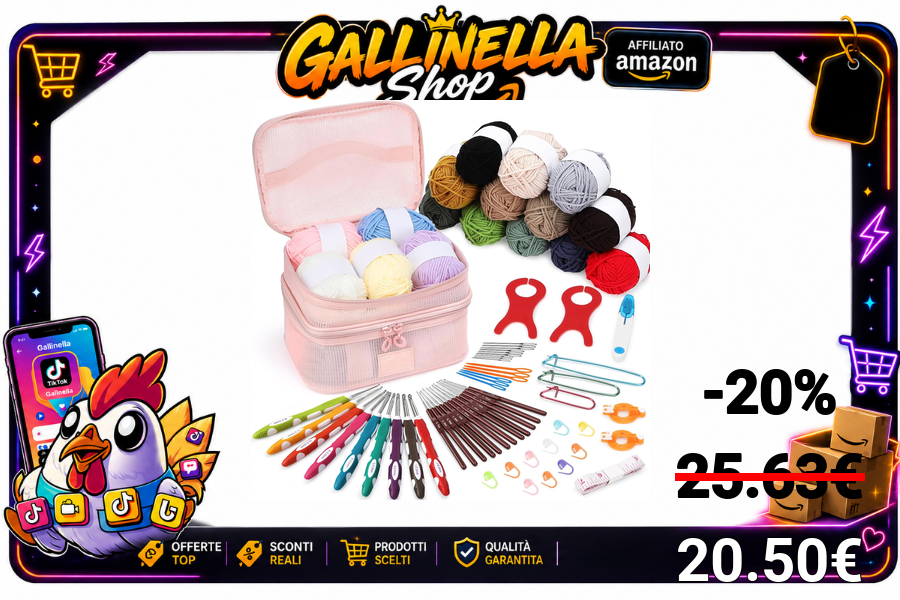 GALLINELLA
Shop
AFFILIATO
amazon
Gallinella
TikTok
Gallinella
-20%
25.63€
20.50€
OFFERTE
TOP
SCONTI
REALI
PRODOTTI
SCELTI
QUALITÀ
GARANTITA